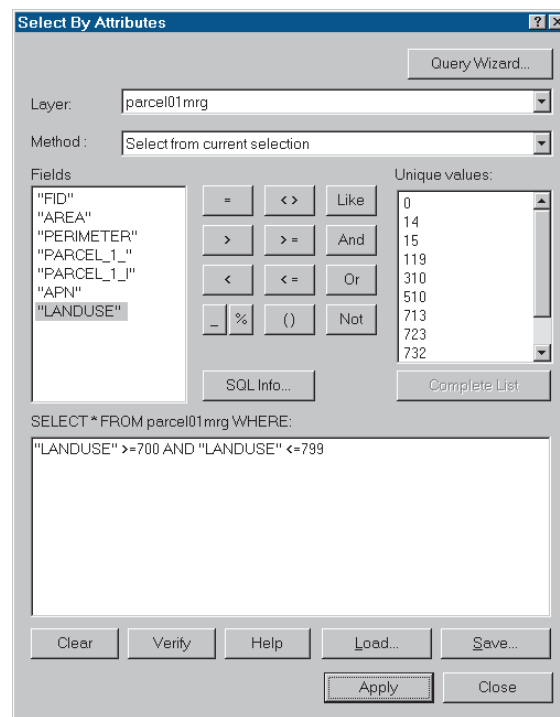 Select By Attributes
Query Wizard...
Layer: parcel01mrg
Method : Select from current selection
Fields Unique values:
"FID"
"AREA"
"PERIMETER"
"PARCEL_1_"
"PARCEL_1_I"
"APN"
"LANDUSE"
= <> Like
> >= And
< <= Or
_ % () Not
SQL Info...
0
14
15
119
310
510
713
723
732
Complete List
SELECT * FROM parcel01mrg WHERE:
"LANDUSE" >=700 AND "LANDUSE" <=799
Clear Verify Help Load... Save...
Apply Close